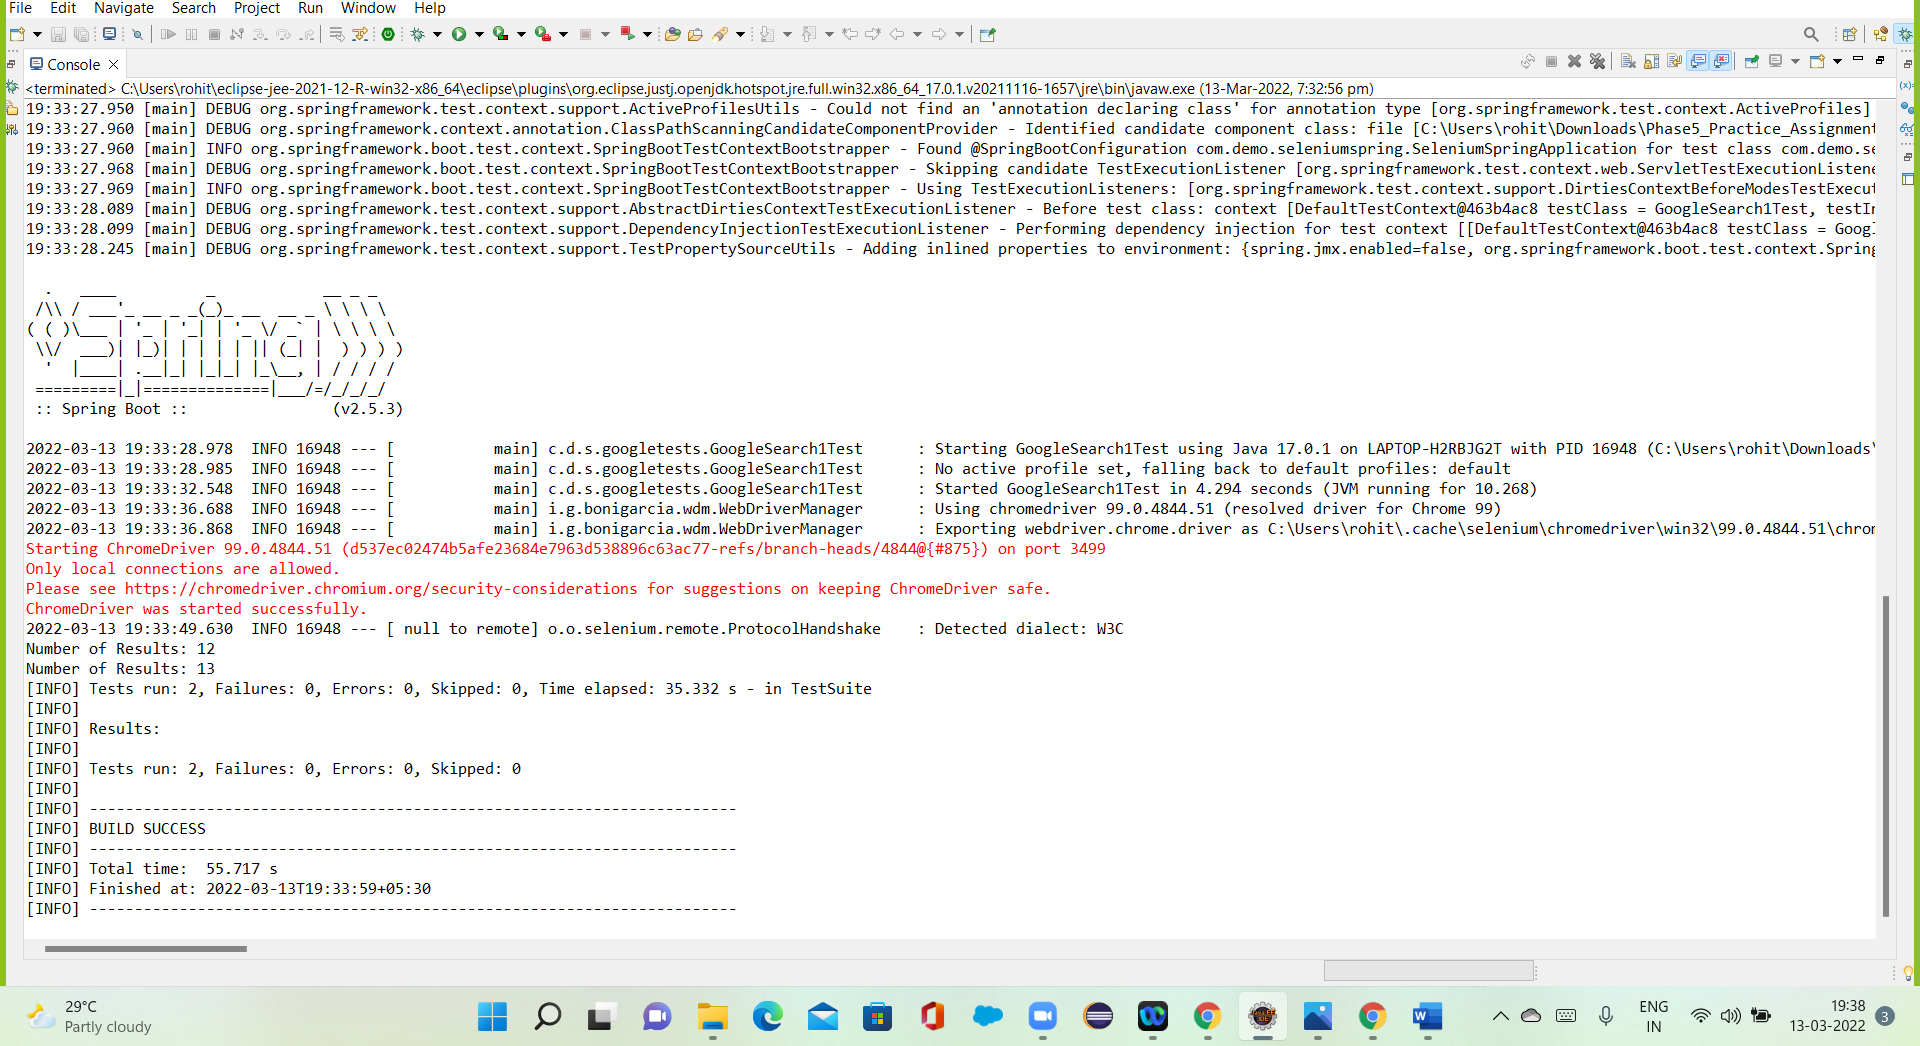 File Edit Navigate Search Project Run Window Help
Console
<terminated> C:\Users\rohit\eclipse-jee-2021-12-R-win32-x86_64\eclipse\plugins\org.eclipse.justj.openjdk.hotspot.jre.full.win32.x86_64_17.0.1.v20211116-1657\jre\bin\javaw.exe (13-Mar-2022, 7:32:56 pm)
19:33:27.950 [main] DEBUG org.springframework.test.context.support.ActiveProfilesUtils - Could not find an 'annotation declaring class' for annotation type [org.springframework.test.context.ActiveProfiles]
19:33:27.960 [main] DEBUG org.springframework.context.annotation.ClassPathScanningCandidateComponentProvider - Identified candidate component class: file [C:\Users\rohit\Downloads\Phase5_Practice_Assignment
19:33:27.960 [main] INFO org.springframework.boot.test.context.SpringBootTestContextBootstrapper - Found @SpringBootConfiguration com.demo.seleniumspring.SeleniumSpringApplication for test class com.demo.se
19:33:27.968 [main] DEBUG org.springframework.boot.test.context.SpringBootTestContextBootstrapper - Skipping candidate TestExecutionListener [org.springframework.test.context.web.ServletTestExecutionListene
19:33:27.969 [main] INFO org.springframework.boot.test.context.SpringBootTestContextBootstrapper - Using TestExecutionListeners: [org.springframework.test.context.support.DirtiesContextBeforeModesTestExecut
19:33:28.089 [main] DEBUG org.springframework.test.context.support.AbstractDirtiesContextTestExecutionListener - Before test class: context [DefaultTestContext@463b4ac8 testClass = GoogleSearch1Test, testIn
19:33:28.099 [main] DEBUG org.springframework.test.context.support.DependencyInjectionTestExecutionListener - Performing dependency injection for test context [[DefaultTestContext@463b4ac8 testClass = Goog
19:33:28.245 [main] DEBUG org.springframework.test.context.support.TestPropertySourceUtils - Adding inlined properties to environment: {spring.jmx.enabled=false, org.springframework.boot.test.context.Spring
Spring
:: Spring Boot :: (v2.5.3)
2022-03-13 19:33:28.978 INFO 16948 --- [ main] c.d.s.googletests.GoogleSearch1Test : Starting GoogleSearch1Test using Java 17.0.1 on LAPTOP-H2RBJG2T with PID 16948 (C:\Users\rohit\Downloads\
2022-03-13 19:33:28.985 INFO 16948 --- [ main] c.d.s.googletests.GoogleSearch1Test : No active profile set, falling back to default profiles: default
2022-03-13 19:33:32.548 INFO 16948 --- [ main] c.d.s.googletests.GoogleSearch1Test : Started GoogleSearch1Test in 4.294 seconds (JVM running for 10.268)
2022-03-13 19:33:36.688 INFO 16948 --- [ main] i.g.bonigarcia.wdm.WebDriverManager : Using chromedriver 99.0.4844.51 (resolved driver for Chrome 99)
2022-03-13 19:33:36.868 INFO 16948 --- [ main] i.g.bonigarcia.wdm.WebDriverManager : Exporting webdriver.chrome.driver as C:\Users\rohit\.cache\selenium\chromedriver\win32\99.0.4844.51\chrom
Starting ChromeDriver 99.0.4844.51 (d537ec02474b5afe23684e7963d538896c63ac77-refs/branch-heads/4844@{#875}) on port 3499
Only local connections are allowed.
Please see https://chromedriver.chromium.org/security-considerations for suggestions on keeping ChromeDriver safe.
ChromeDriver was started successfully.
2022-03-13 19:33:49.630 INFO 16948 --- [ null to remote] o.o.selenium.remote.ProtocolHandshake : Detected dialect: W3C
Number of Results: 12
Number of Results: 13
[INFO] Tests run: 2, Failures: 0, Errors: 0, Skipped: 0, Time elapsed: 35.332 s - in TestSuite
[INFO]
[INFO] Results:
[INFO]
[INFO] Tests run: 2, Failures: 0, Errors: 0, Skipped: 0
[INFO]
[INFO] ------------------------------------------------------------------------
[INFO] BUILD SUCCESS
[INFO] ------------------------------------------------------------------------
[INFO] Total time: 55.717 s
[INFO] Finished at: 2022-03-13T19:33:59+05:30
[INFO] ------------------------------------------------------------------------
29°C
Partly cloudy
ENG
IN
19:38
13-03-2022
3